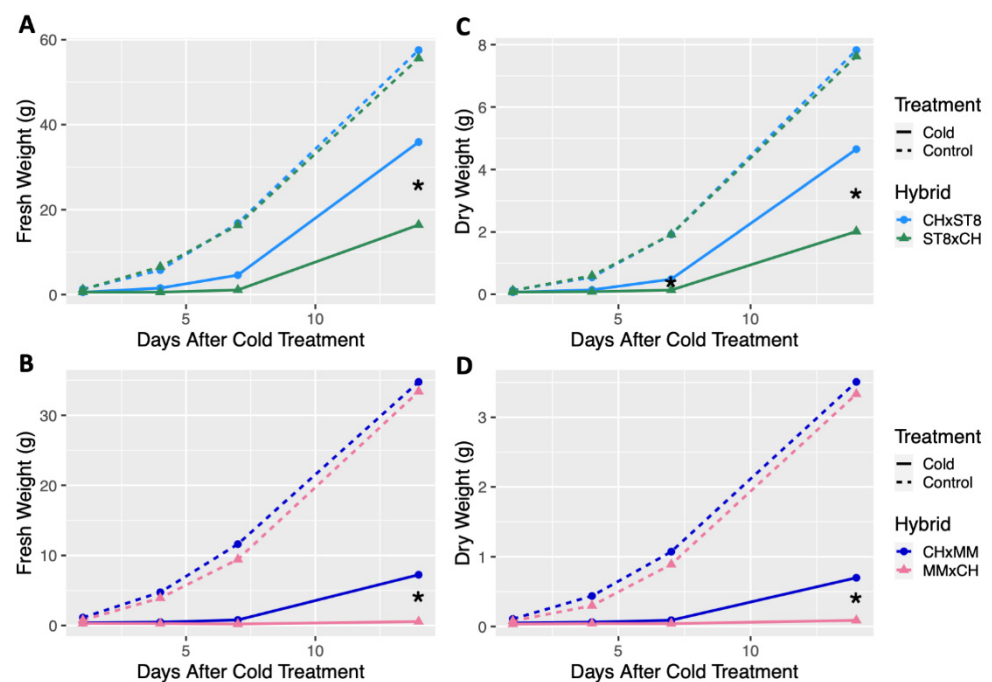 A
60
40
20
0
Fresh Weight (g)
5
10
Days After Cold Treatment
C
8
6
4
2
0
Dry Weight (g)
*
*
*
5
10
Days After Cold Treatment
Treatment
Cold
Control
Hybrid
CHxST8
ST8xCH
B
30
20
10
0
Fresh Weight (g)
*
5
10
Days After Cold Treatment
D
3
2
1
0
Dry Weight (g)
*
5
10
Days After Cold Treatment
Treatment
Cold
Control
Hybrid
CHxMM
MMxCH